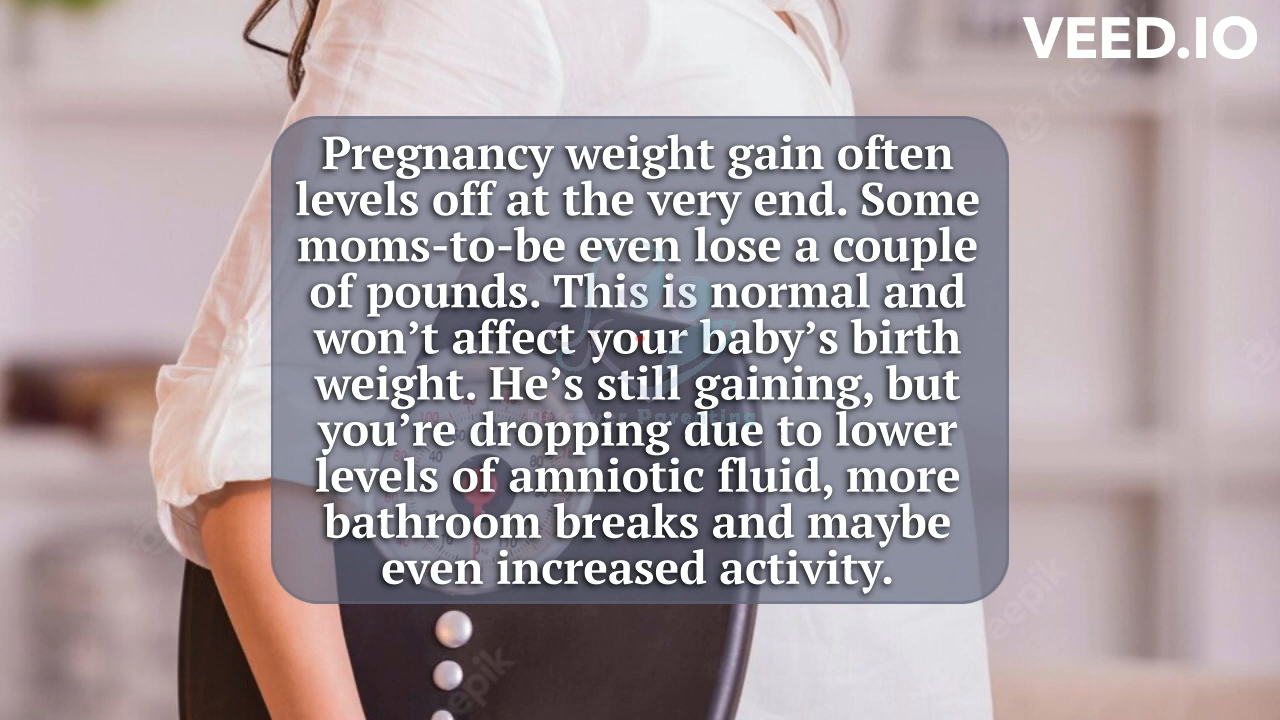 VEED.IO
Pregnancy weight gain often
levels off at the very end. Some
moms-to-be even lose a couple
of pounds. This is normal and
won’t affect your baby’s birth
weight. He’s still gaining, but
you’re dropping due to lower
levels of amniotic fluid, more
bathroom breaks and maybe
even increased activity.